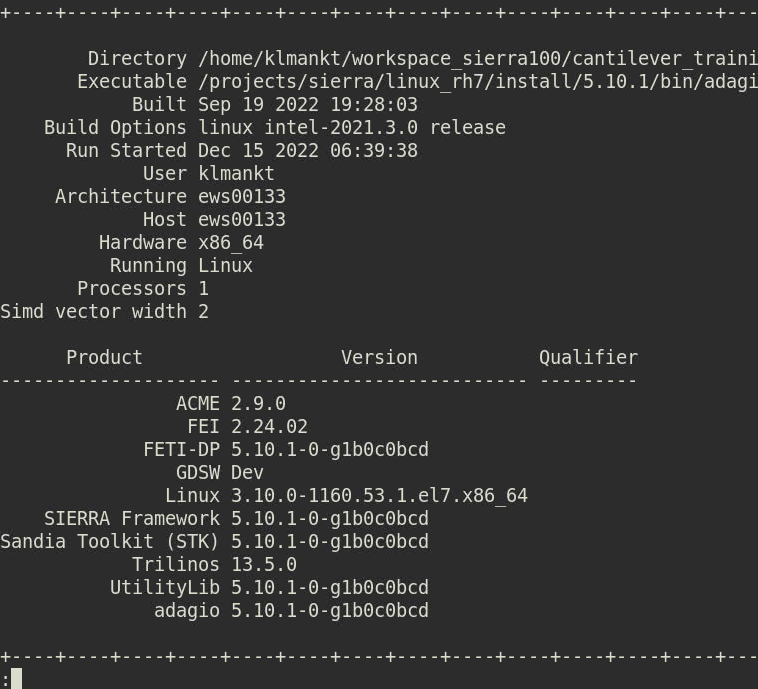 +----+----+----+----+----+----+----+----+----+----+----+----+----+---
Directory /home/klmankt/workspace_sierra100/cantilever_traini
Executable /projects/sierra/linux_rh7/install/5.10.1/bin/adagi
Built Sep 19 2022 19:28:03
Build Options linux intel-2021.3.0 release
Run Started Dec 15 2022 06:39:38
User klmankt
Architecture ews00133
Host ews00133
Hardware x86_64
Running Linux
Processors 1
Simd vector width 2
Product Version Qualifier
-------------------- --------------------------- ---------
ACME 2.9.0
FEI 2.24.02
FETI-DP 5.10.1-0-g1b0c0bcd
GDSW Dev
Linux 3.10.0-1160.53.1.el7.x86_64
SIERRA Framework 5.10.1-0-g1b0c0bcd
Sandia Toolkit (STK) 5.10.1-0-g1b0c0bcd
Trilinos 13.5.0
UtilityLib 5.10.1-0-g1b0c0bcd
adagio 5.10.1-0-g1b0c0bcd
+----+----+----+----+----+----+----+----+----+----+----+----+----+---
: